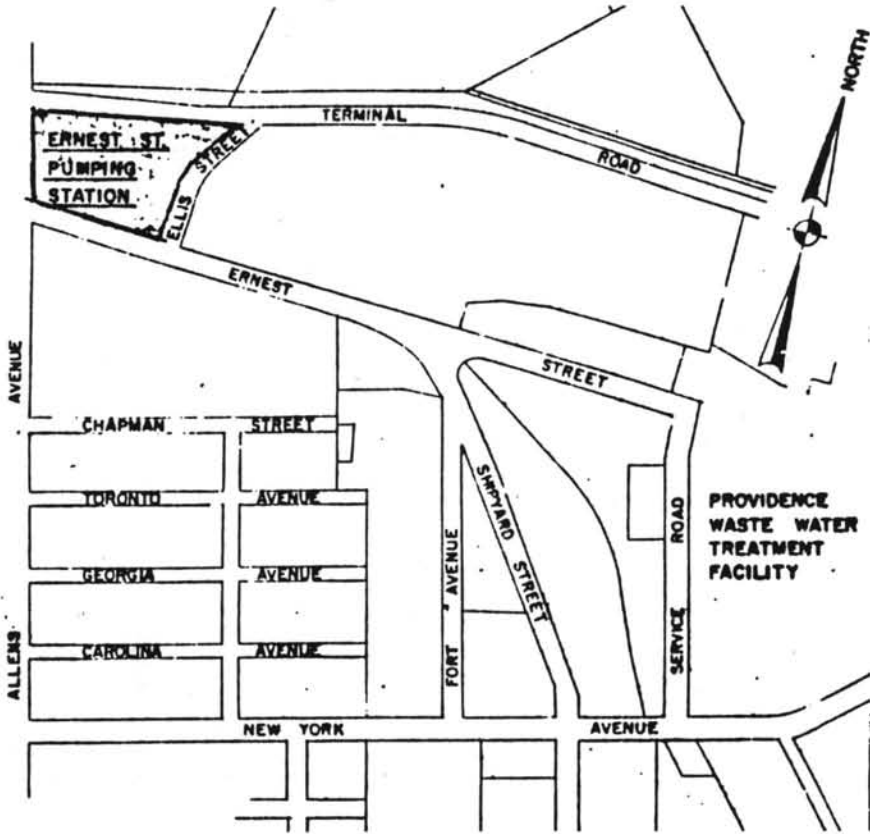 NORTH
TERMINAL ROAD
ERNEST ST.
PUMPING
STATION
ELLIS STREET
ERNEST STREET
ALLENS AVENUE
CHAPMAN STREET
TORONTO AVENUE
GEORGIA AVENUE
CAROLINA AVENUE
FORT AVENUE
SHIPYARD STREET
SERVICE ROAD
PROVIDENCE
WASTE WATER
TREATMENT
FACILITY
NEW YORK AVENUE